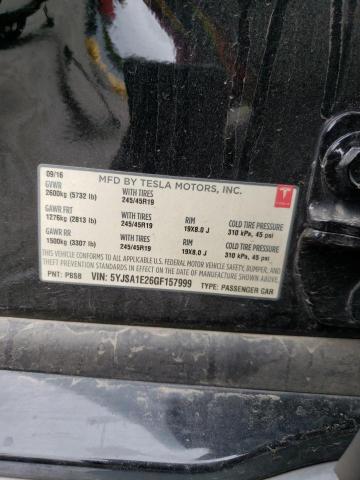 MFD BY TESLA MOTORS, INC.
09/16
GVWR
2600kg (5732 lb)
WITH TIRES
245/45R19
GAWR FRT
1276kg (2813 lb)
WITH TIRES
245/45R19
RIM
19X8.0 J
COLD TIRE PRESSURE
310 kPa, 45 psi
GAWR RR
1500kg (3307 lb)
WITH TIRES
245/45R19
RIM
19X8.0 J
COLD TIRE PRESSURE
310 kPa, 45 psi
THIS VEHICLE CONFORMS TO ALL APPLICABLE U.S. FEDERAL MOTOR VEHICLE SAFETY, BUMPER, AND
THEFT PREVENTION STANDARDS IN EFFECT ON THE DATE OF MANUFACTURE SHOWN ABOVE.
PNT: PBSB
VIN: 5YJSA1E26GF157999
TYPE: PASSENGER CAR
TESLA